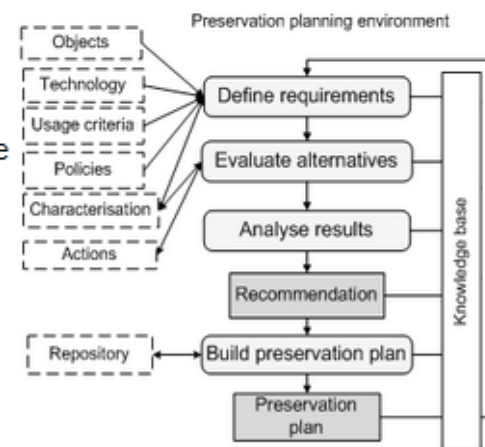 Preservation planning environment
Objects
Technology
Usage criteria
e
Policies
Characterisation
Actions
Repository
Define requirements
Evaluate alternatives
Analyse results
Recommendation
Build preservation plan
Preservation
plan
Knowledge base